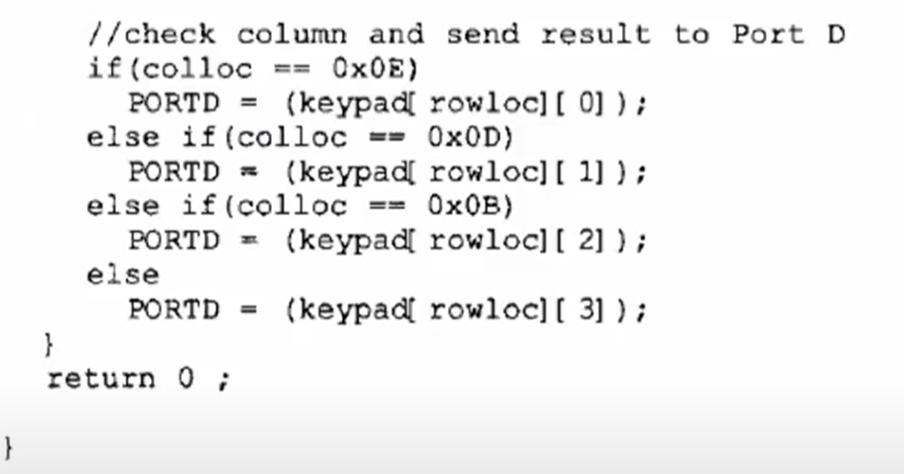 //check column and send result to Port D
if(colloc == 0x0E)
PORTD = (keypad[ rowloc][ 0] );
else if(colloc == 0x0D)
PORTD = (keypad[ rowloc][ 1] );
else if(colloc == 0x0B)
PORTD = (keypad[ rowloc][ 2] );
else
PORTD = (keypad[ rowloc][ 3] );
}
return 0 ;
}